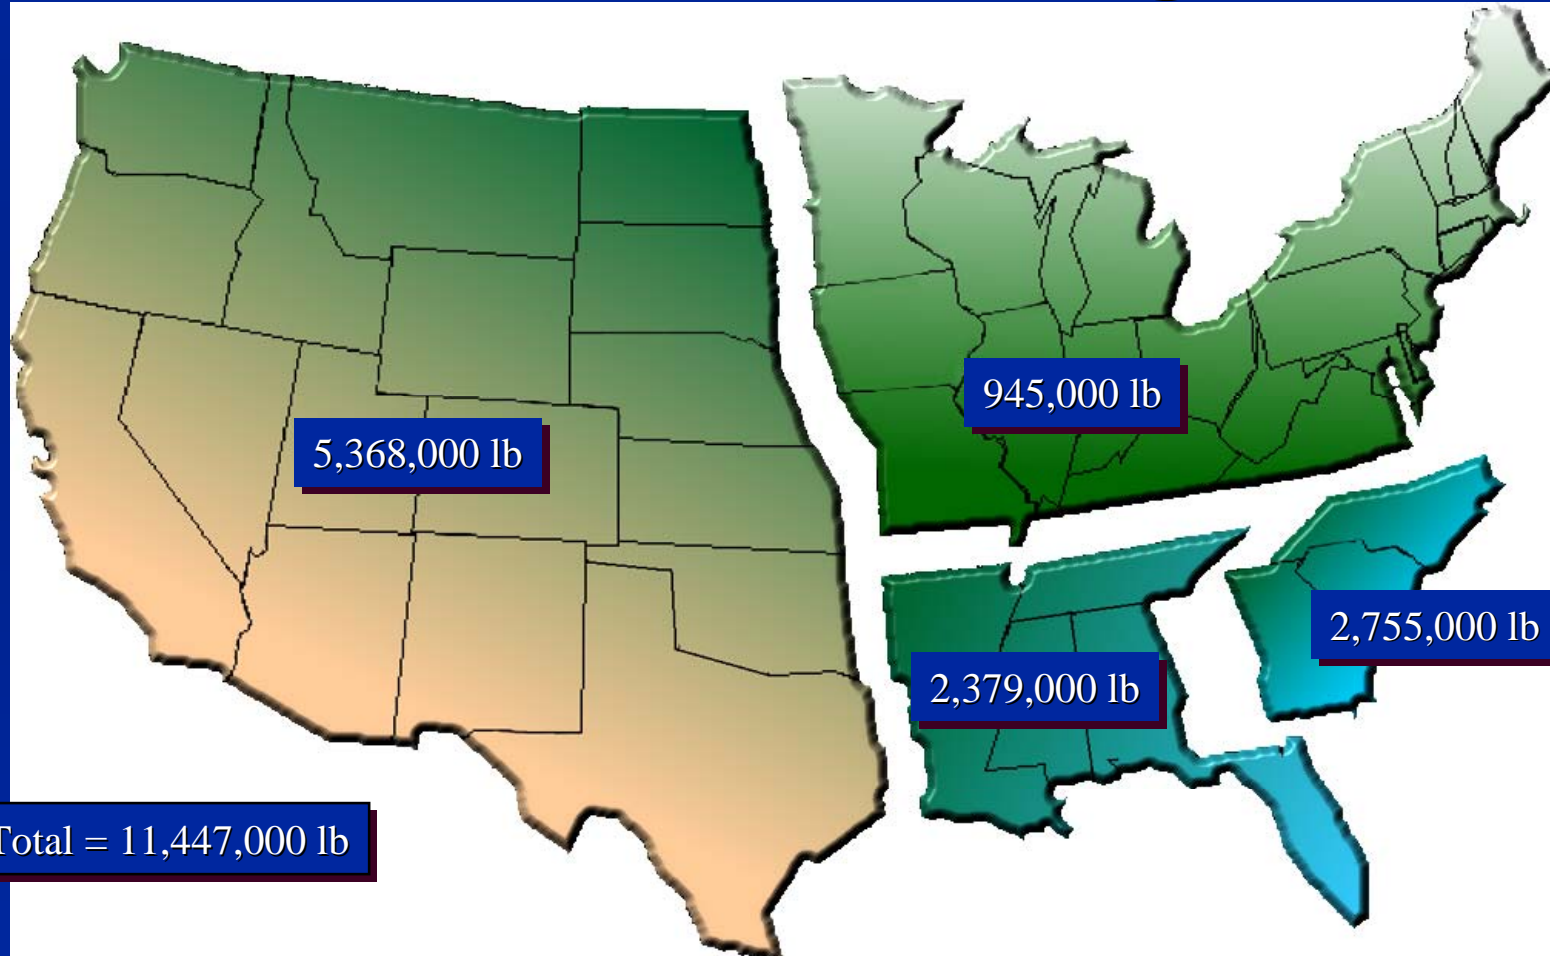 945,000 lb
5,368,000 lb
2,755,000 lb
2,379,000 lb
Total = 11,447,000 lb